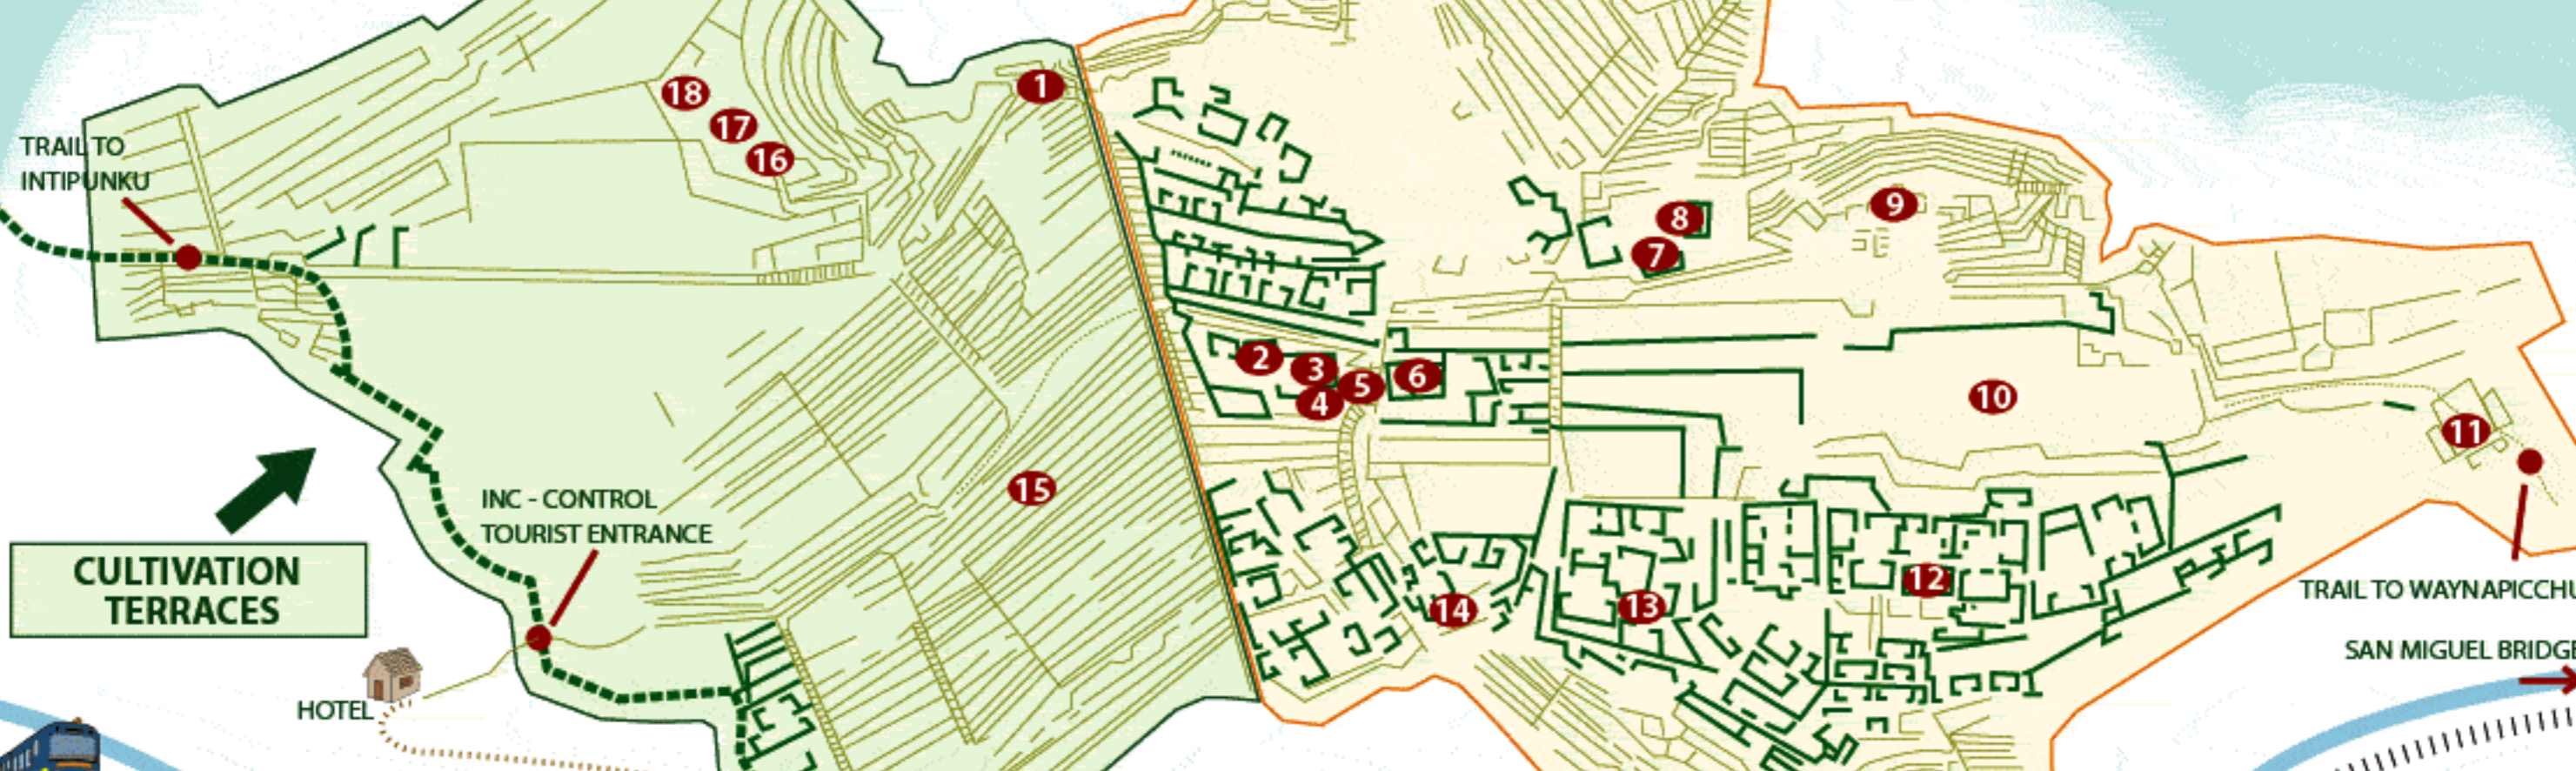 18
17
16
1
TRAIL TO
INTIPUNKU
8
9
7
2
3
4
5
6
10
11
15
INC - CONTROL
TOURIST ENTRANCE
CULTIVATION
TERRACES
12
13
14
TRAIL TO WAYNAPICCHU
SAN MIGUEL BRIDGE
HOTEL